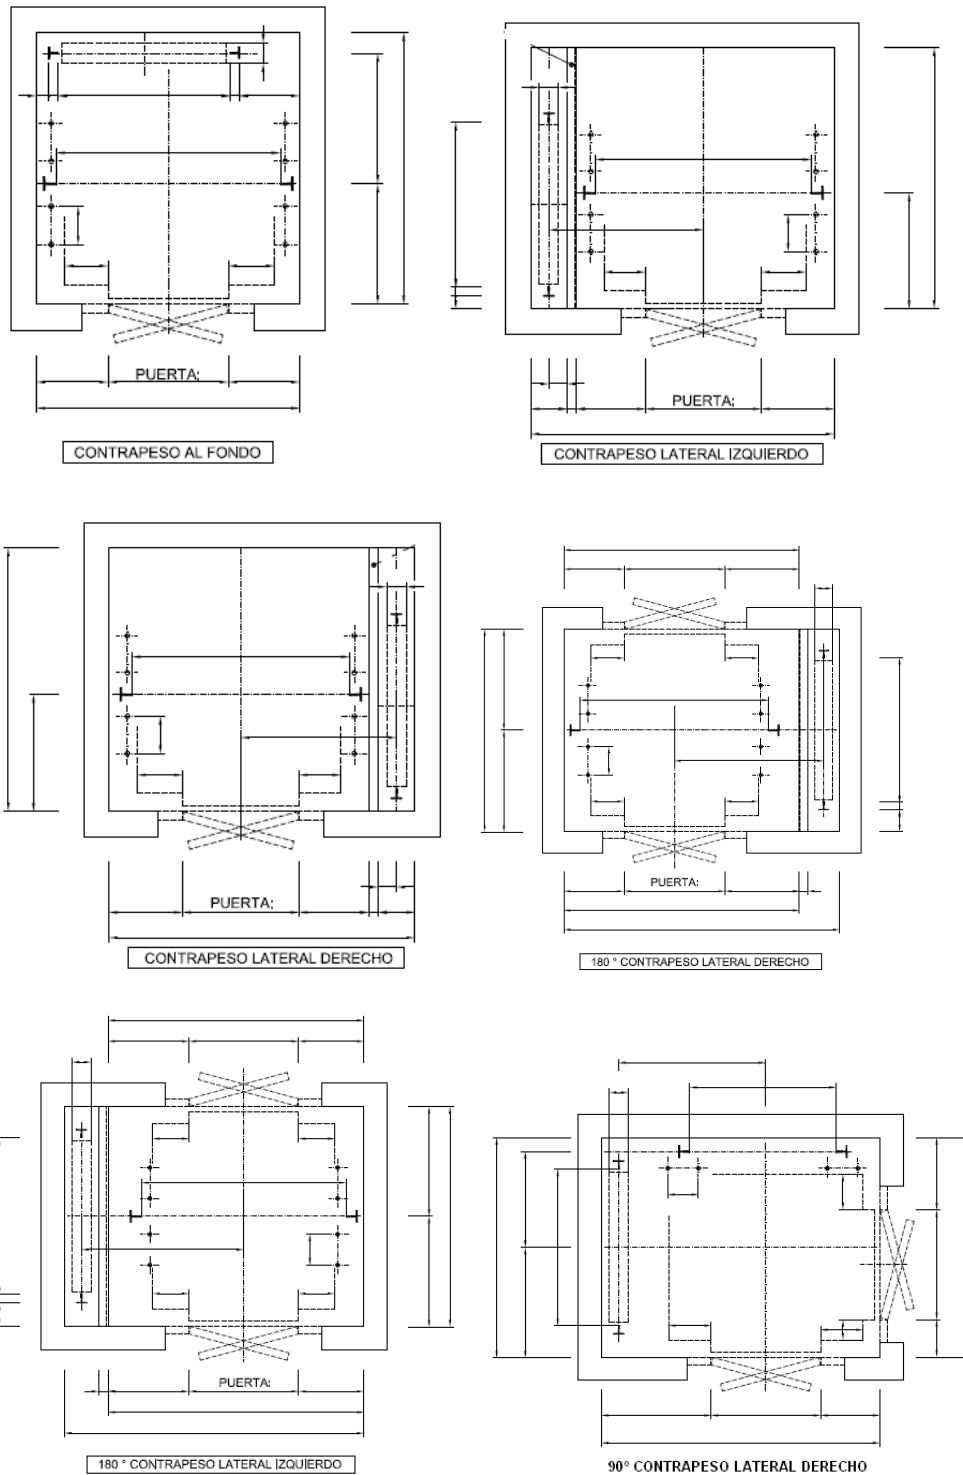 PUERTA:
CONTRAPESO AL FONDO
PUERTA:
CONTRAPESO LATERAL IZQUIERDO
PUERTA:
CONTRAPESO LATERAL DERECHO
PUERTA:
180 ° CONTRAPESO LATERAL DERECHO
PUERTA:
180 ° CONTRAPESO LATERAL IZQUIERDO
90° CONTRAPESO LATERAL DERECHO